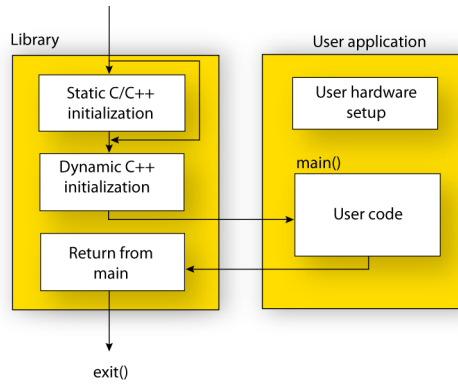 Library
Static C/C++
initialization
Dynamic C++
initialization
Return from
main
exit()
User application
User hardware
setup
main()
User code